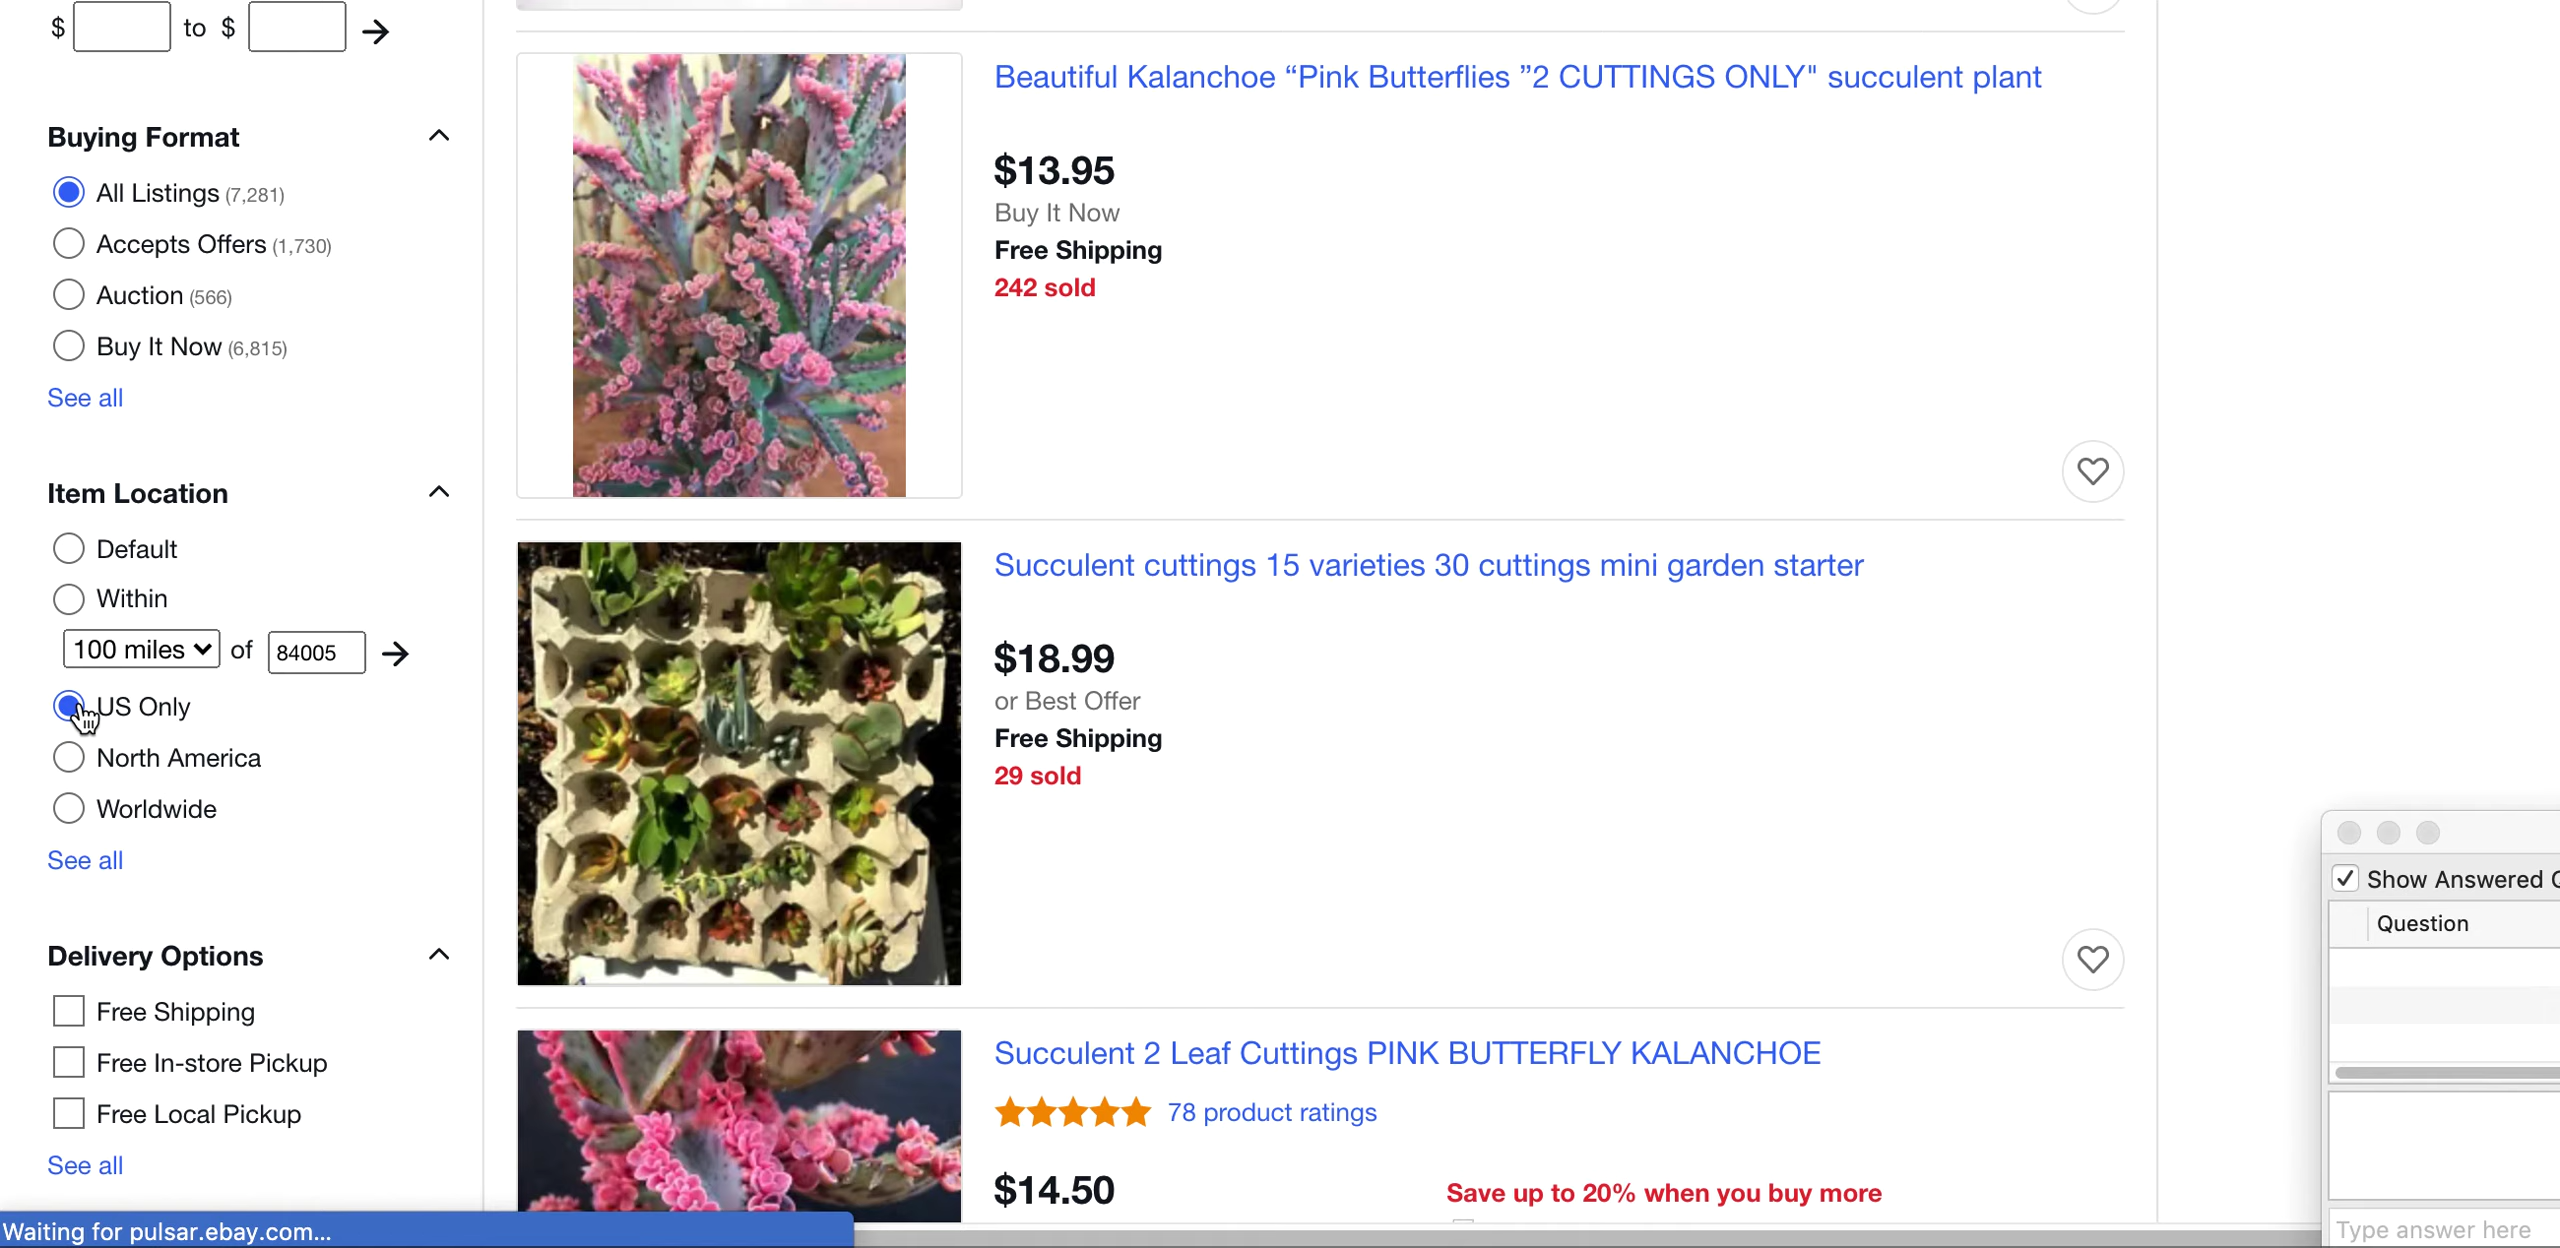 $ to $
Buying Format
All Listings (7,281)
Accepts Offers (1,730)
Auction (566)
Buy It Now (6,815)
See all
Item Location
Default
Within
100 miles of 84005
US Only
North America
Worldwide
See all
Delivery Options
Free Shipping
Free In-store Pickup
Free Local Pickup
See all
Waiting for pulsar.ebay.com...
Beautiful Kalanchoe “Pink Butterflies ”2 CUTTINGS ONLY" succulent plant
$13.95
Buy It Now
Free Shipping
242 sold
Succulent cuttings 15 varieties 30 cuttings mini garden starter
$18.99
or Best Offer
Free Shipping
29 sold
Succulent 2 Leaf Cuttings PINK BUTTERFLY KALANCHOE
78 product ratings
$14.50
Save up to 20% when you buy more
Show Answered
Question
Type answer here